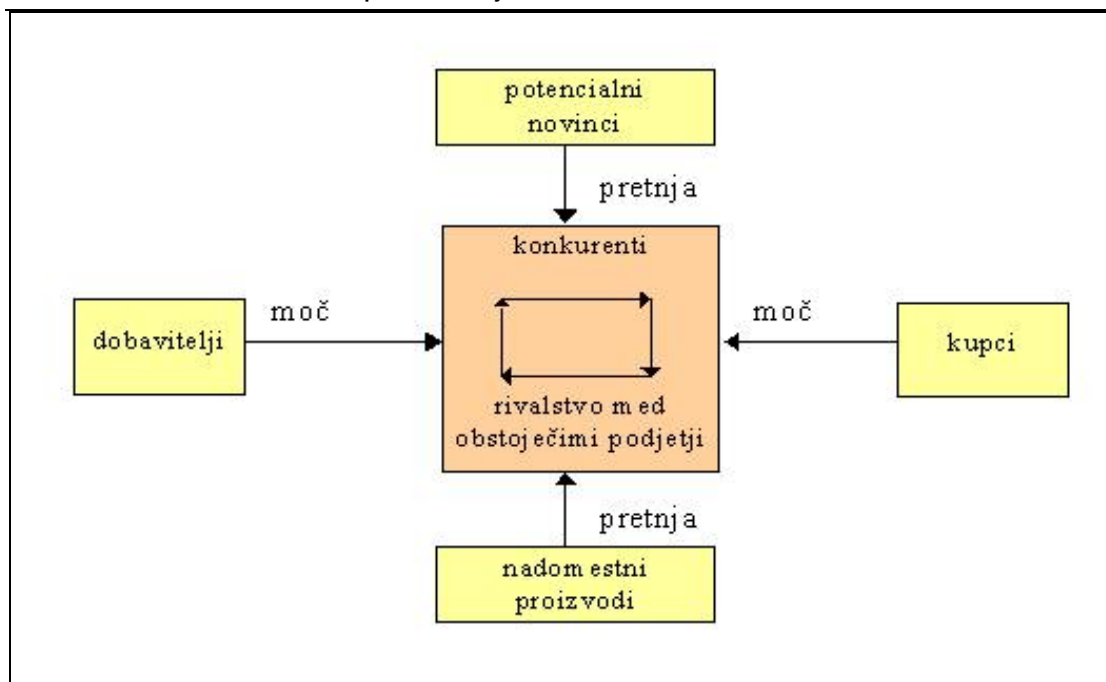 potencialni
novinci
pretnja
konkurenti
moč
moč
dobavitelji
kupci
rivalstvo med
obstoječimi podjetji
pretnja
nadomestni
proizvodi